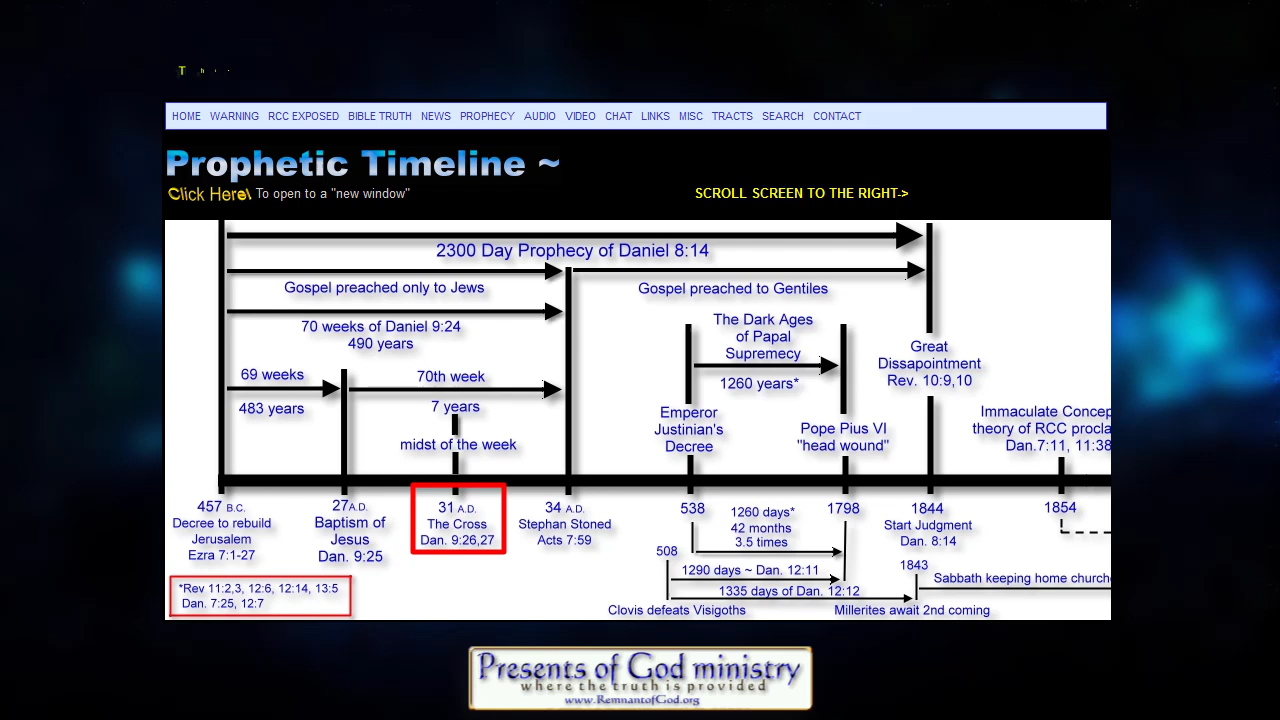 T h i
HOME WARNING RCC EXPOSED BIBLE TRUTH NEWS PROPHECY AUDIO VIDEO CHAT LINKS MISC TRACTS SEARCH CONTACT
Prophetic Timeline ~
Click Here! To open to a "new window"
SCROLL SCREEN TO THE RIGHT->
2300 Day Prophecy of Daniel 8:14
Gospel preached only to Jews
Gospel preached to Gentiles
70 weeks of Daniel 9:24
490 years
The Dark Ages
of Papal
Supremecy
1260 years*
Great
Dissapointment
Rev. 10:9,10
69 weeks
483 years
70th week
7 years
midst of the week
Emperor
Justinian's
Decree
Pope Pius VI
"head wound"
Immaculate Concep
theory of RCC procla
Dan.7:11, 11:38
457 B.C.
Decree to rebuild
Jerusalem
Ezra 7:1-27
27A.D.
Baptism of
Jesus
Dan. 9:25
31 A.D.
The Cross
Dan. 9:26,27
34 A.D.
Stephan Stoned
Acts 7:59
538
1260 days*
42 months
3.5 times
1798
1844
Start Judgment
Dan. 8:14
1854
508
1290 days ~ Dan. 12:11
1335 days of Dan. 12:12
1843
Sabbath keeping home church
Clovis defeats Visigoths
Millerites await 2nd coming
*Rev 11:2,3, 12:6, 12:14, 13:5
Dan. 7:25, 12:7
Presents of God ministry
where the truth is provided
www.RemnantofGod.org